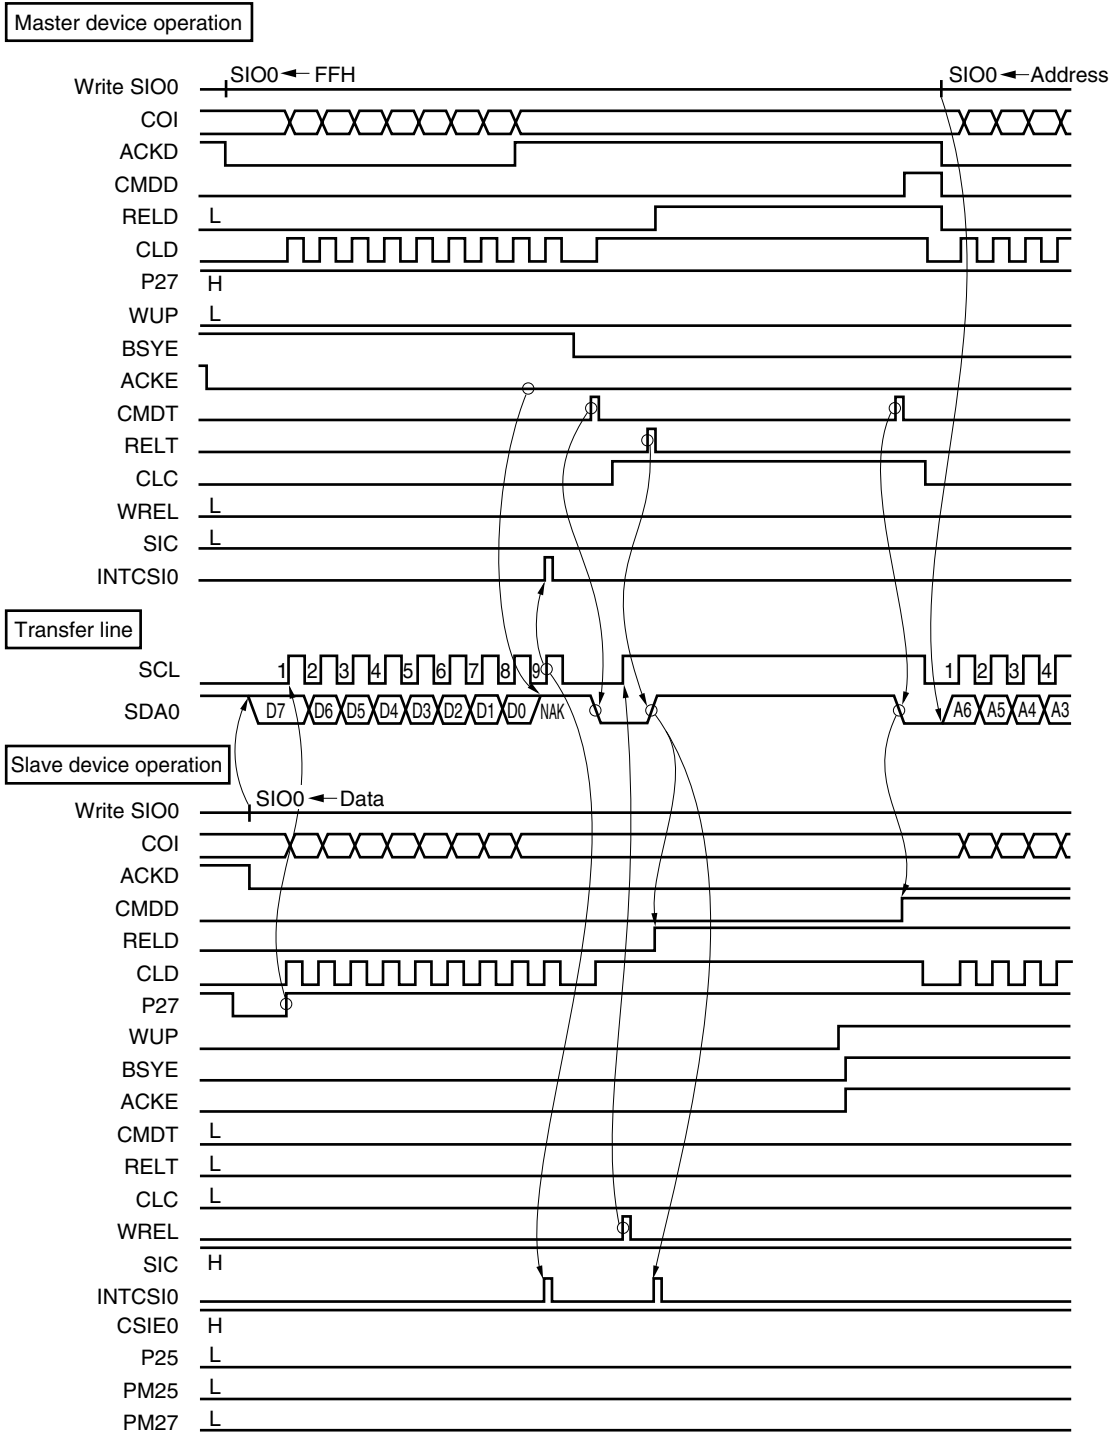 Master device operation
Write SIO0 SIO0 ← FFH SIO0 ← Address
COI
ACKD
CMDD
RELD L
CLD
P27 H
WUP L
BSYE
ACKE
CMDT
RELT
CLC
WREL L
SIC L
INTCSI0
Transfer line
SCL 1 2 3 4 5 6 7 8 9 1 2 3 4
SDA0 D7 D6 D5 D4 D3 D2 D1 D0 NAK A6 A5 A4 A3
Slave device operation
Write SIO0 SIO0 ← Data
COI
ACKD
CMDD
RELD
CLD
P27
WUP
BSYE
ACKE
CMDT L
RELT L
CLC L
WREL
SIC H
INTCSI0
CSIE0 H
P25 L
PM25 L
PM27 L